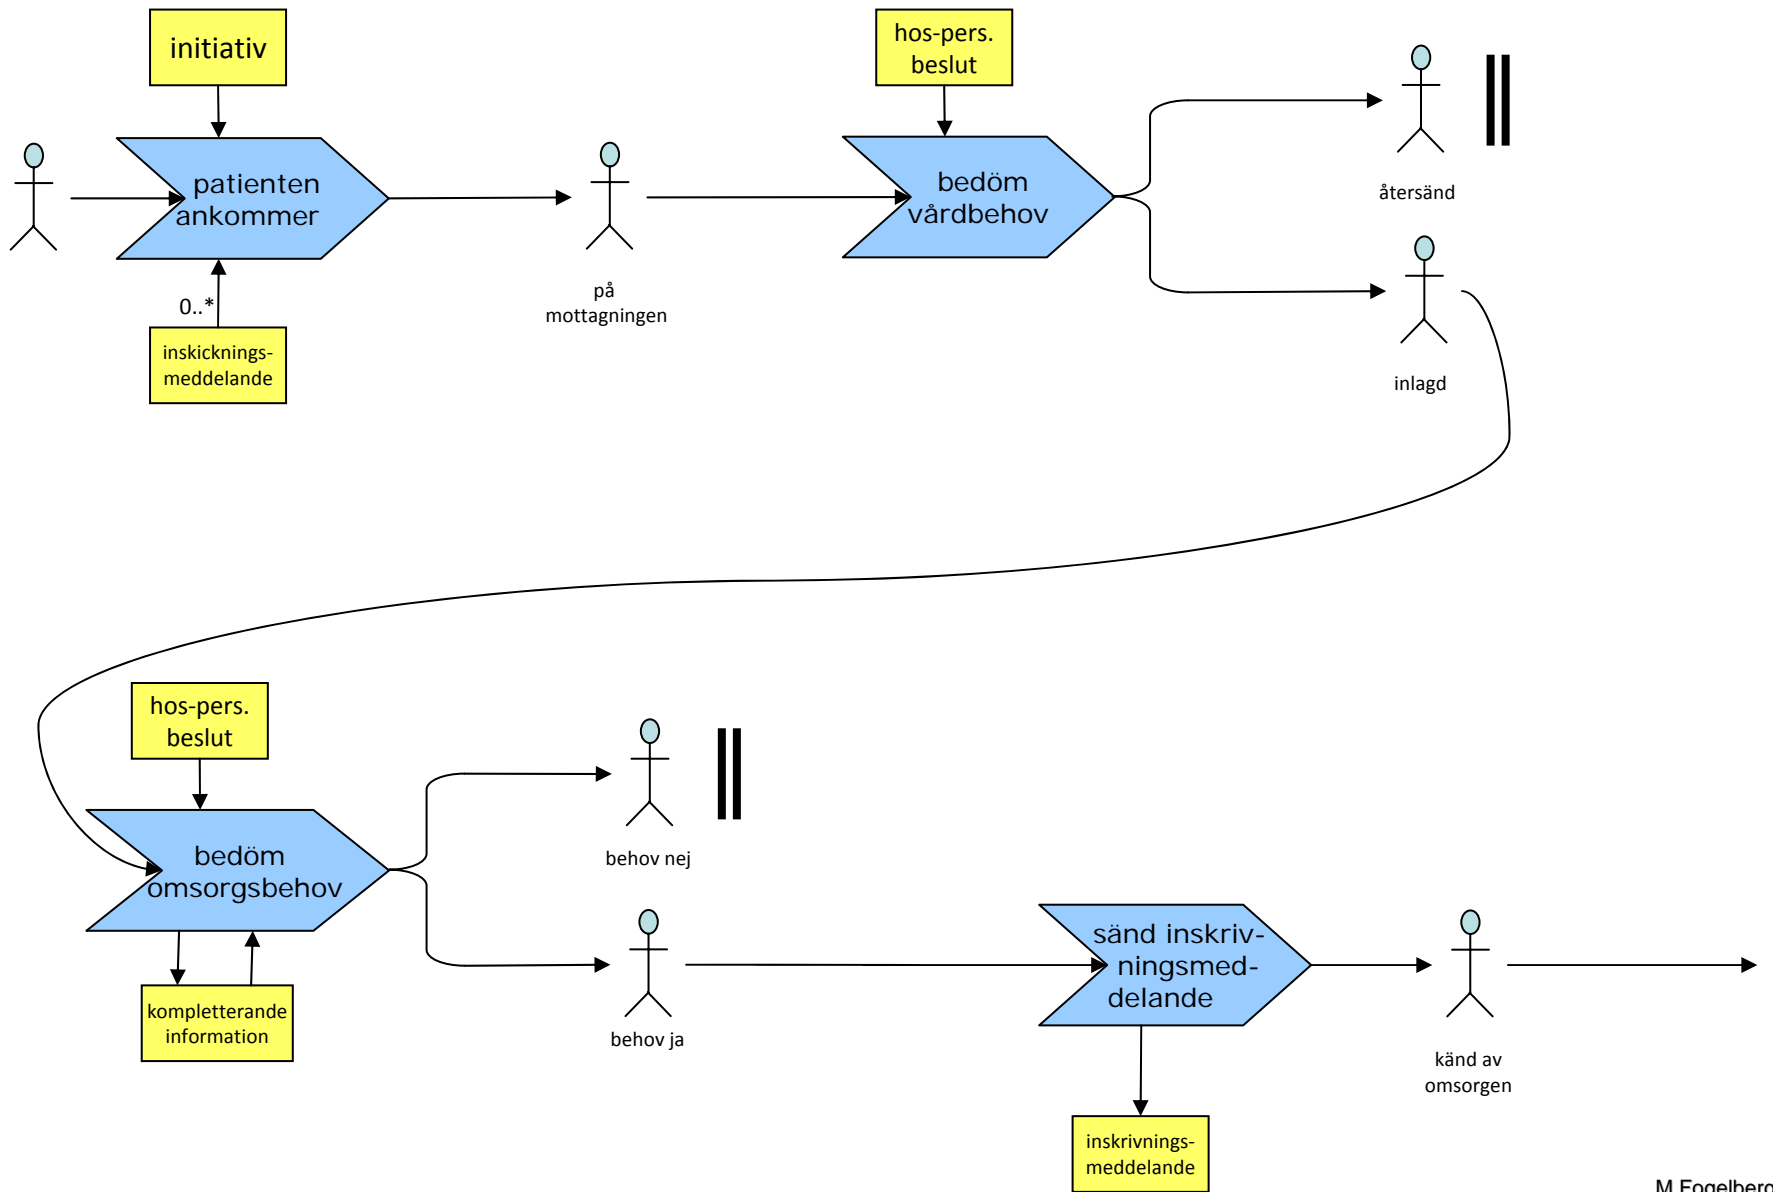 initiativ
hos-pers.
beslut
patienten
ankommer
bedöm
vårdbehov
återsänd
0..*
på
mottagningen
inskicknings-
meddelande
inlagd
hos-pers.
beslut
bedöm
omsorgsbehov
behov nej
sänd inskriv-
ningsmed-
delande
kompletterande
information
behov ja
känd av
omsorgen
inskrivnings-
meddelande
M Fogelberg